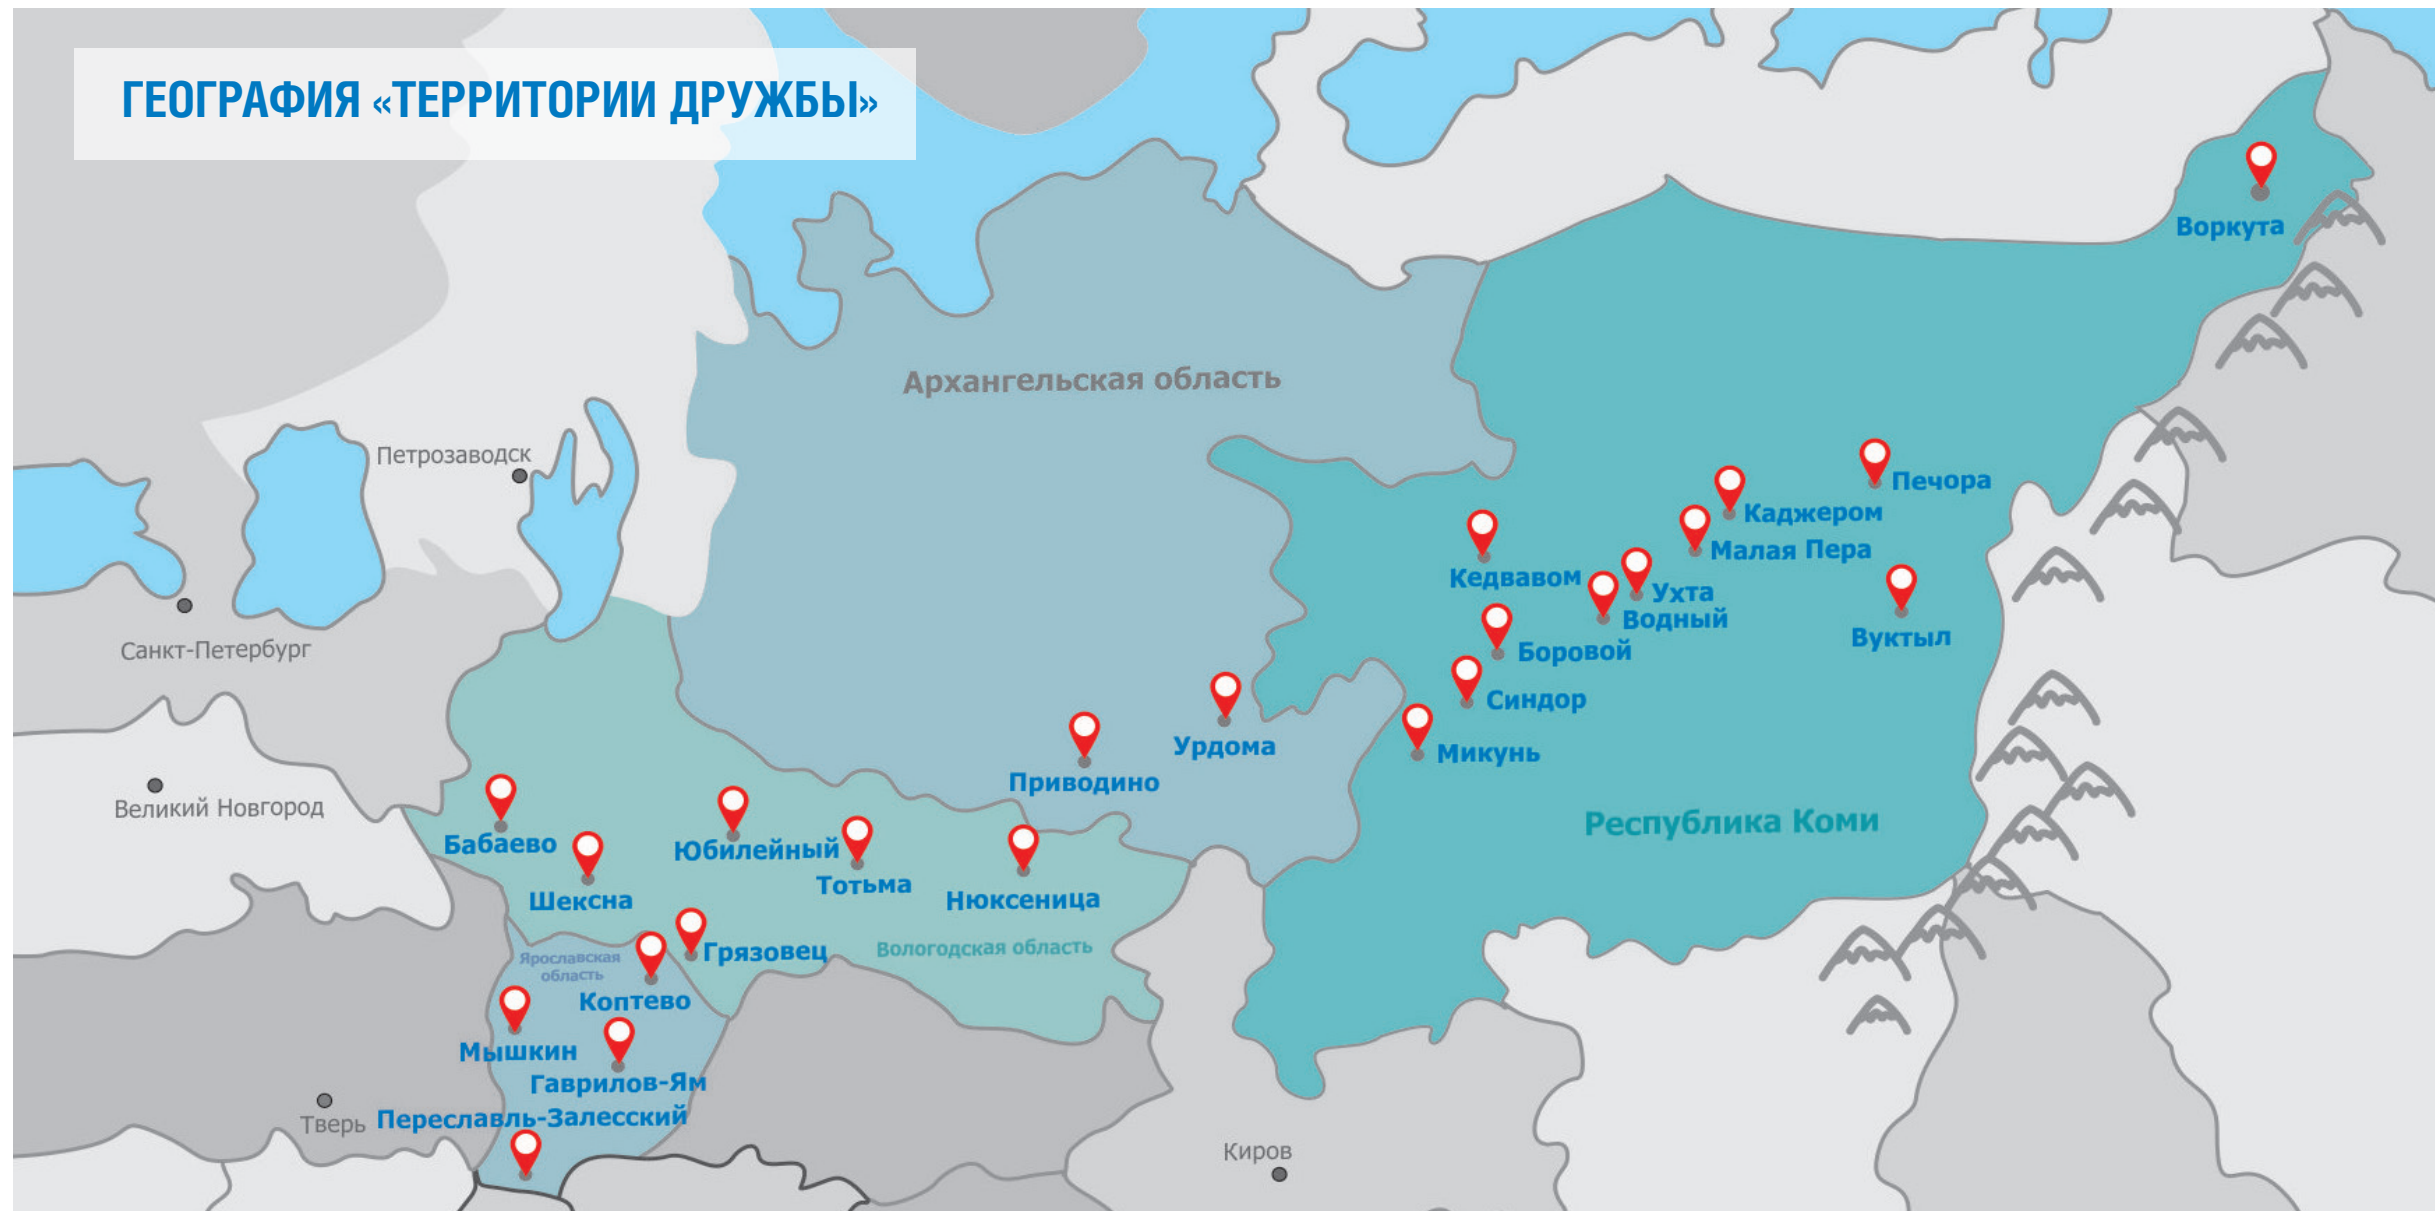 ГЕОГРАФИЯ «ТЕРРИТОРИИ ДРУЖБЫ»
Воркута
Архангельская область
Петрозаводск
Печора
Каджером
Малая Пера
Кедвавом
Ухта
Водный
Вуктыл
Санкт-Петербург
Боровой
Синдор
Урдома
Микунь
Приводино
Великий Новгород
Республика Коми
Бабаево
Юбилейный
Тотьма
Шексна
Нюксеница
Грязовец
Вологодская область
Ярославская
область
Коптево
Мышкин
Гаврилов-Ям
Тверь
Переславль-Залесский
Киров